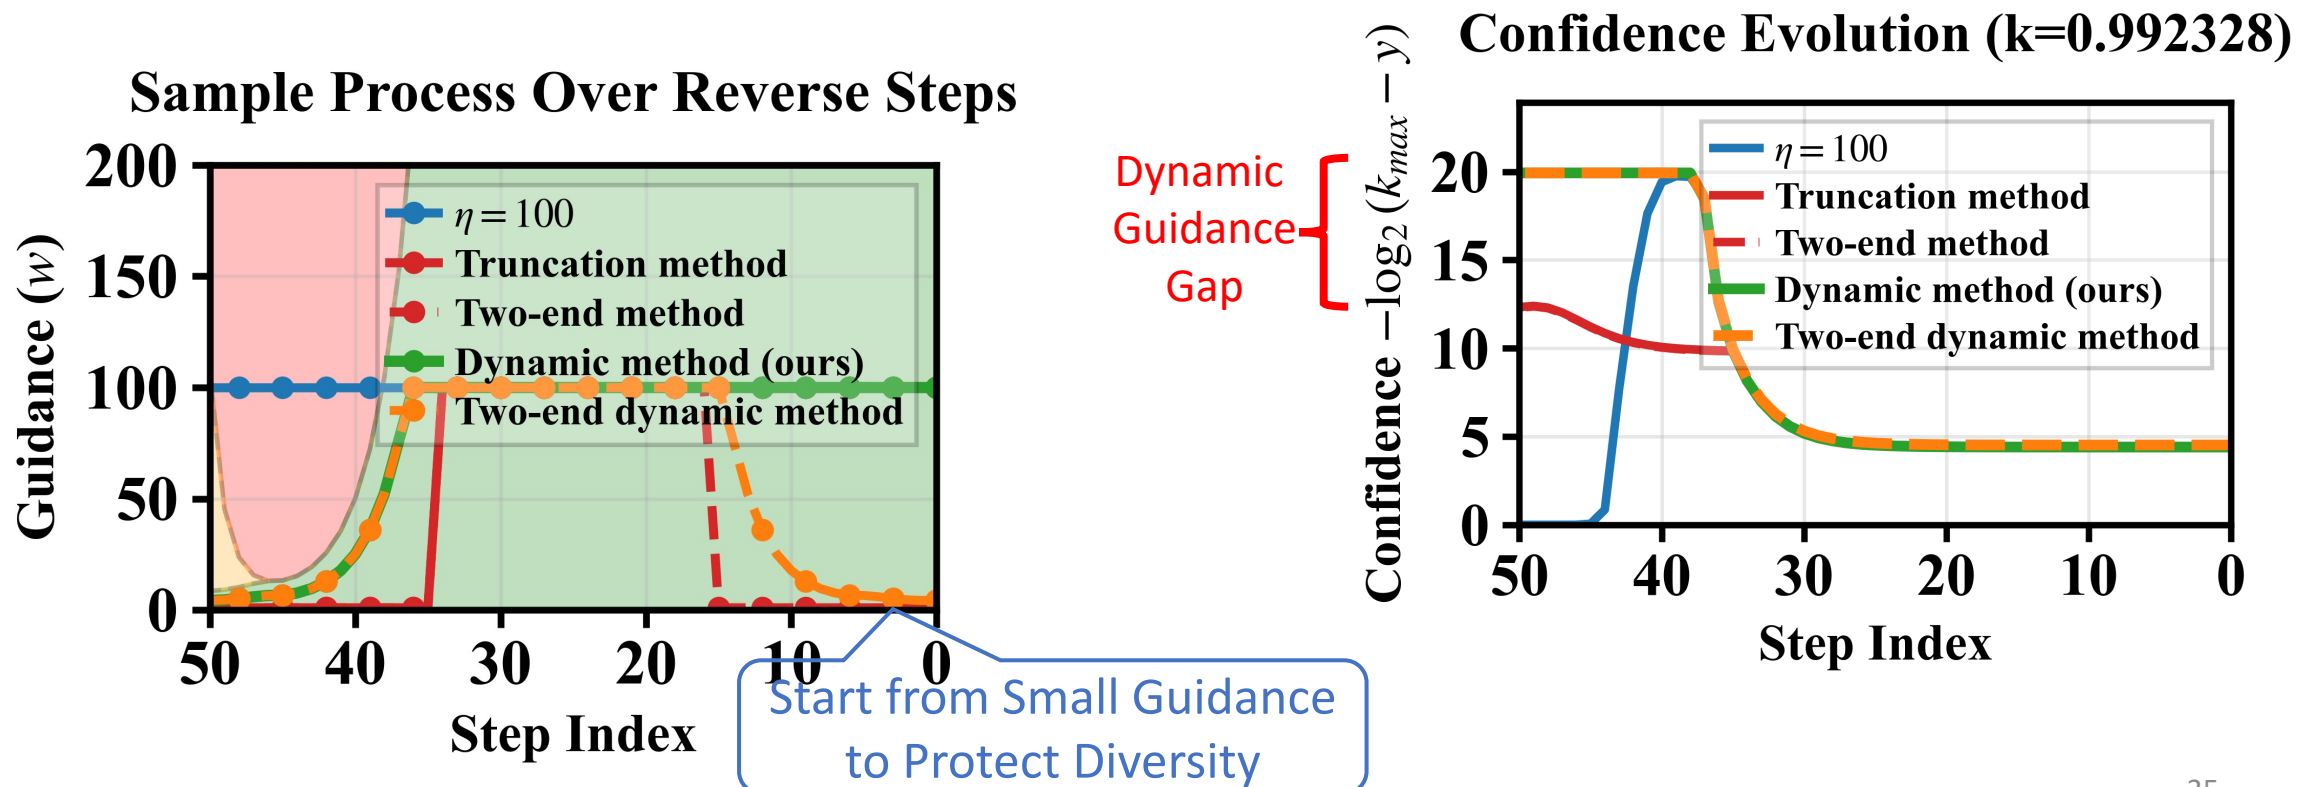 Sample Process Over Reverse Steps
Guidance (w)
200
150
100
50
0
η = 100
Truncation method
Two-end method
Dynamic method (ours)
Two-end dynamic method
50 40 30 20 10 0
Step Index
Start from Small Guidance
to Protect Diversity
Dynamic
Guidance
Gap
Confidence Evolution (k=0.992328)
Confidence −log₂ (kₘₐₓ − y)
20
15
10
5
0
η = 100
Truncation method
Two-end method
Dynamic method (ours)
Two-end dynamic method
50 40 30 20 10 0
Step Index